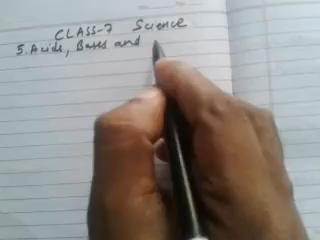 CLASS-7 Science
5. Acids, Bases and